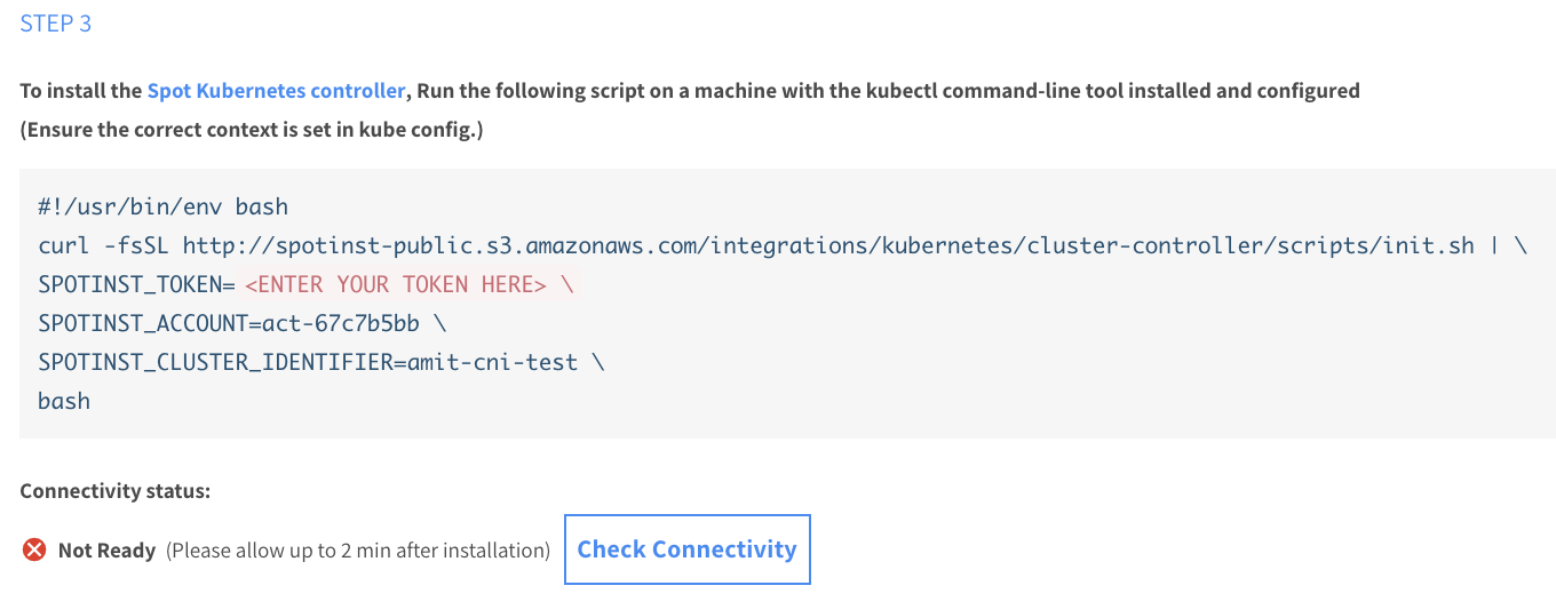 STEP 3
To install the Spot Kubernetes controller, Run the following script on a machine with the kubectl command-line tool installed and configured
(Ensure the correct context is set in kube config.)
#!/usr/bin/env bash
curl -fsSL http://spotinst-public.s3.amazonaws.com/integrations/kubernetes/cluster-controller/scripts/init.sh | \
SPOTINST_TOKEN= <ENTER YOUR TOKEN HERE> \
SPOTINST_ACCOUNT=act-67c7b5bb \
SPOTINST_CLUSTER_IDENTIFIER=amit-cni-test \
bash
Connectivity status:
Not Ready (Please allow up to 2 min after installation) Check Connectivity